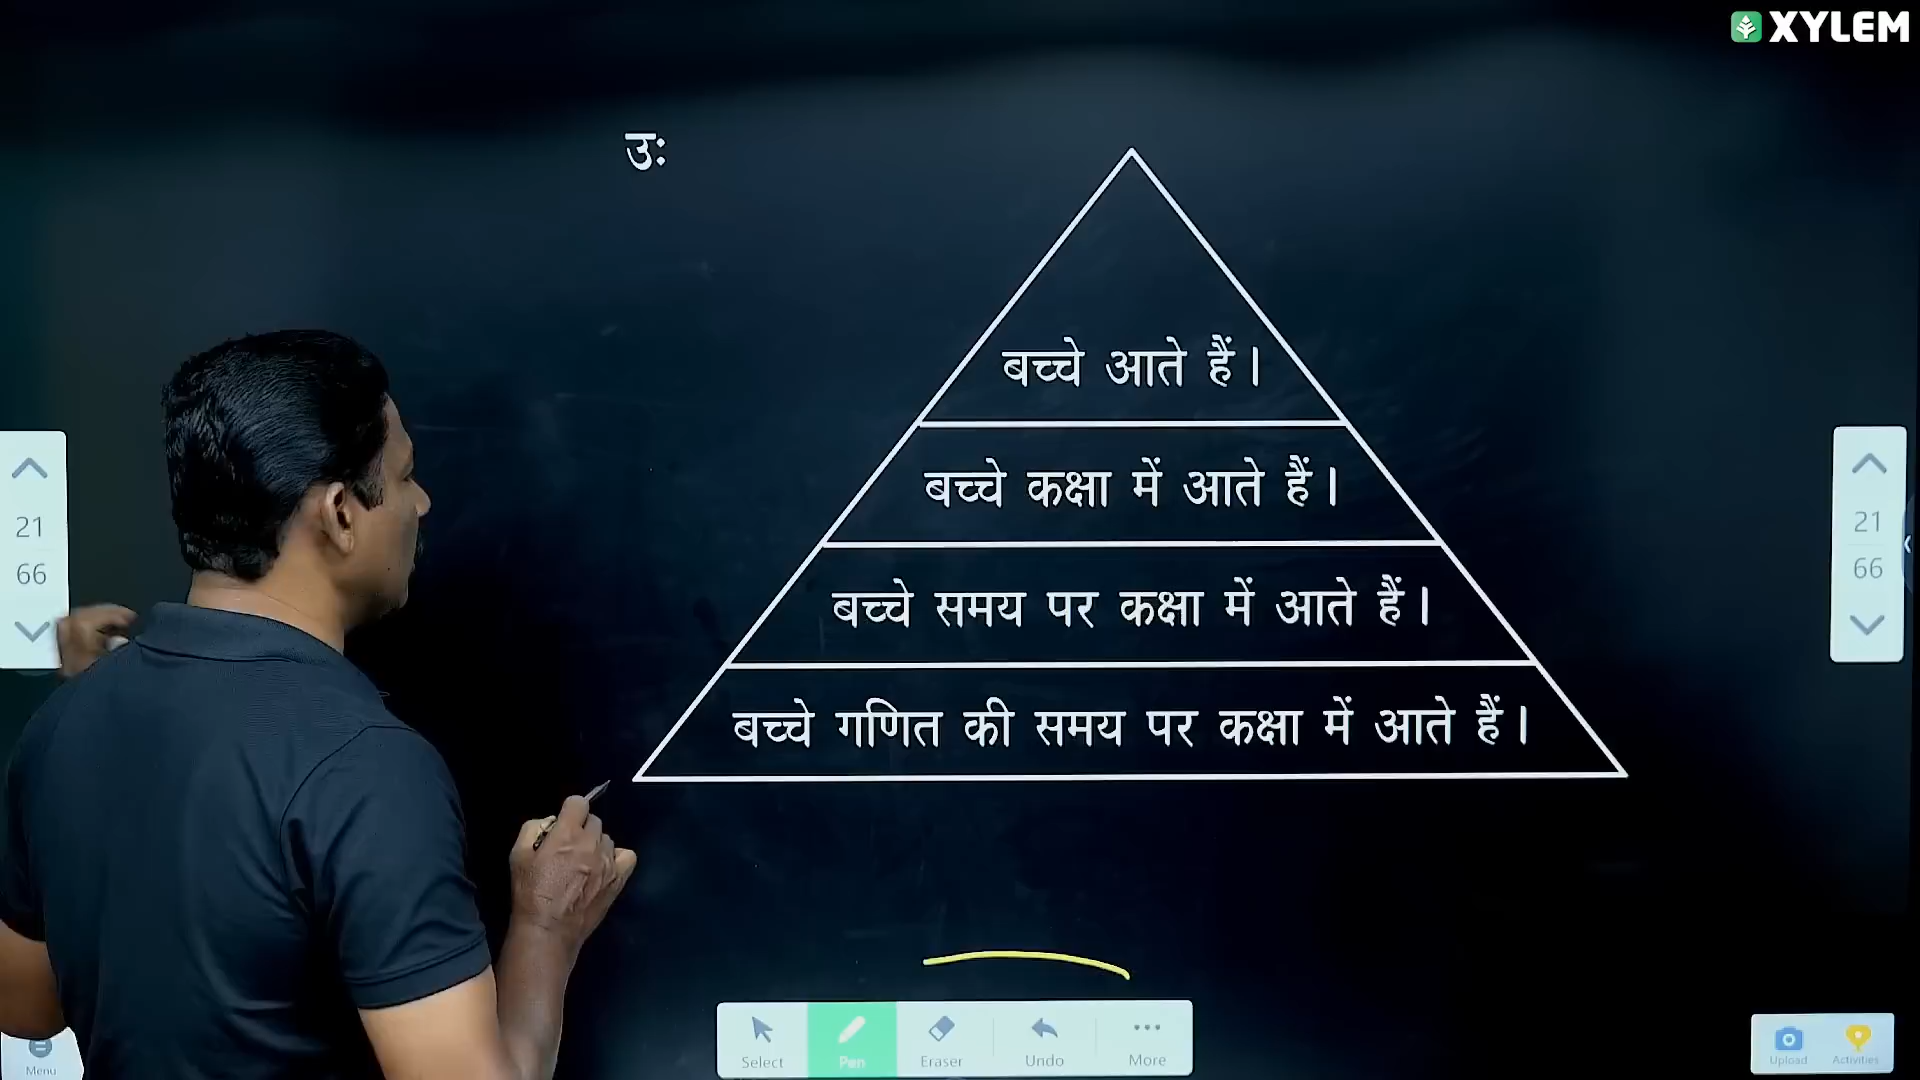 XYLEM
उः
बच्चे आते हैं।
बच्चे कक्षा में आते हैं।
बच्चे समय पर कक्षा में आते हैं।
बच्चे गणित की समय पर कक्षा में आते हैं।
21
66
21
66
Select
Pen
Eraser
Undo
More
Menu
Upload
Activities